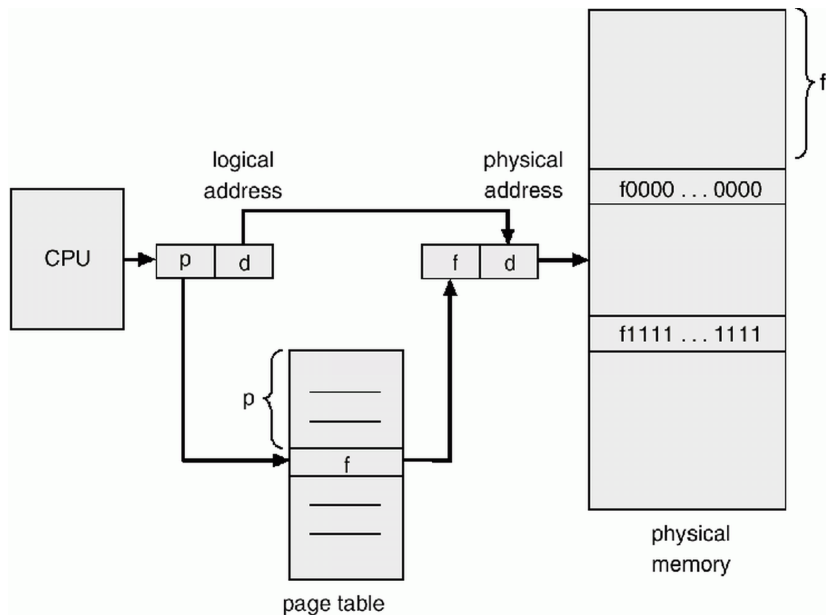 f
logical
address
physical
address
f0000 . . . 0000
CPU
p d
f d
f1111 . . . 1111
p
f
physical
memory
page table